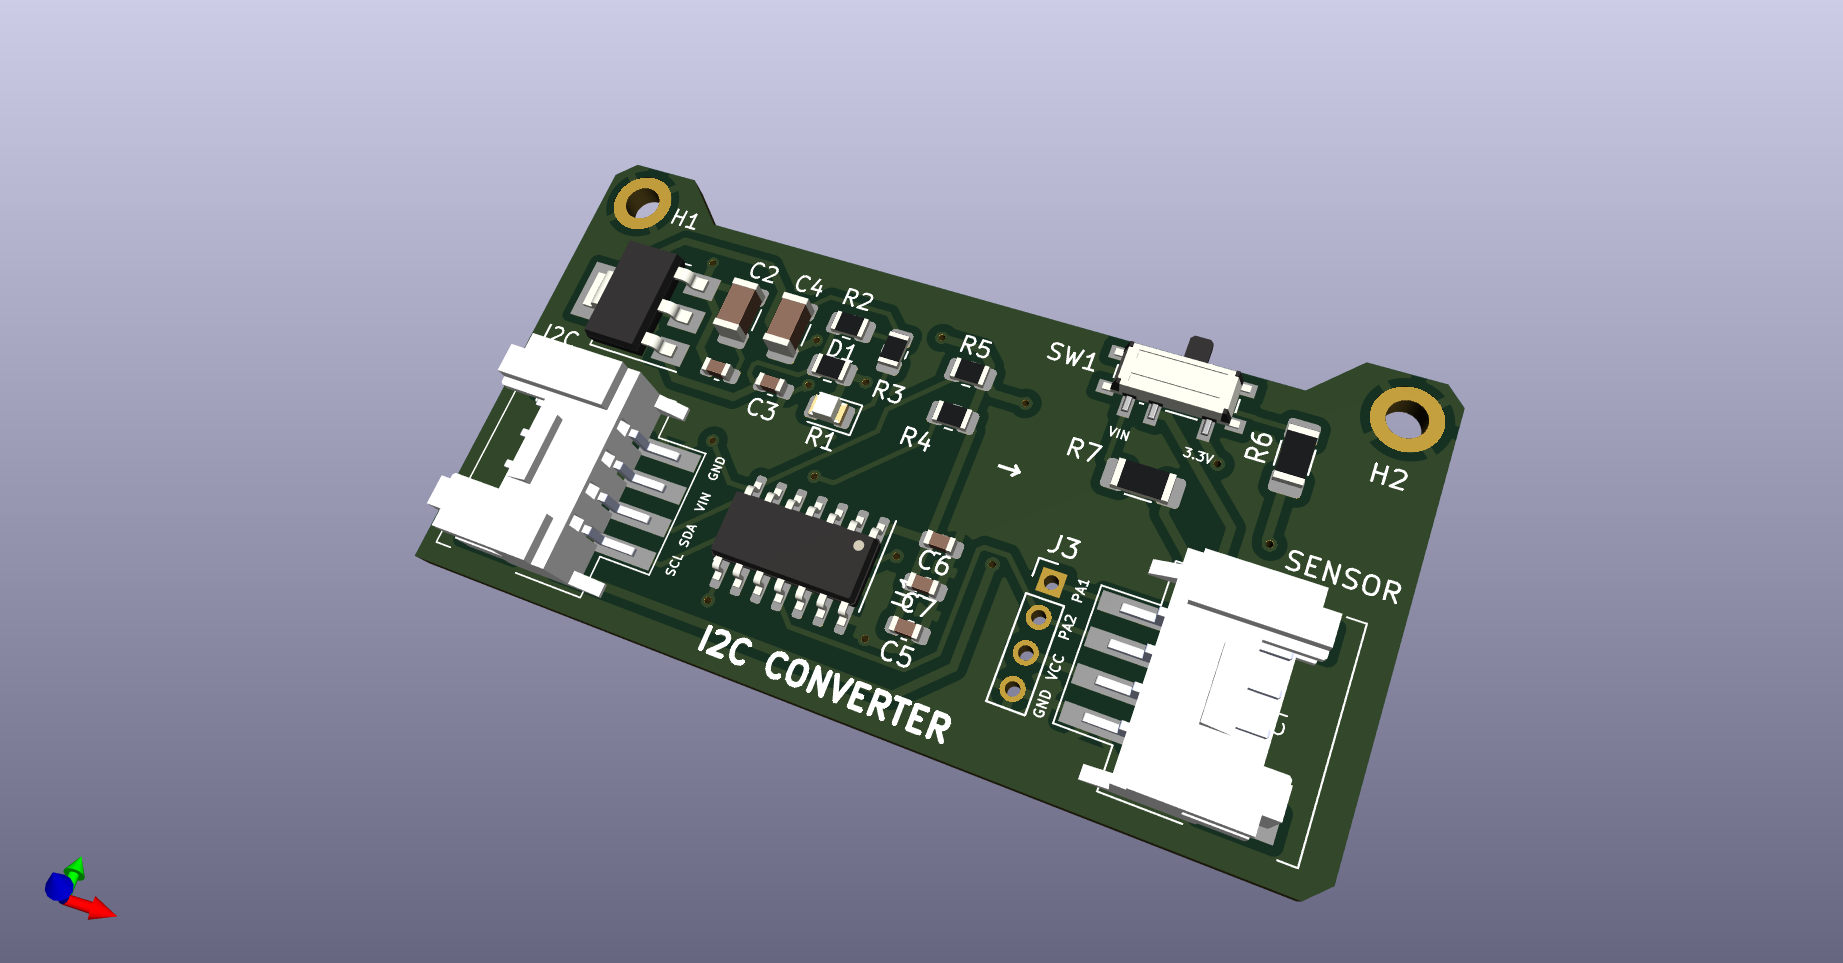 H1
C2
C4
R2
I2C
D1
R5
SW1
R3
C3
R1
R4
VIN
3.3V
R7
R6
H2
GND
VIN
SDA
SCL
→
J3
SENSOR
C6
C5
PA1
PA2
VCC
GND
I2C CONVERTER